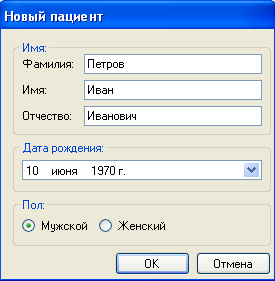 Новый пациент
Имя:
Фамилия: Петров
Имя: Иван
Отчество: Иванович
Дата рождения:
10 июня 1970 г.
Пол:
Мужской Женский
OK Отмена